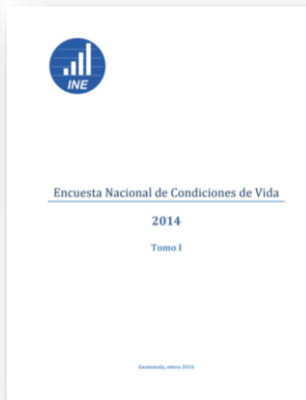 INE
Encuesta Nacional de Condiciones de Vida
2014
Tomo I
Guatemala, enero 2016